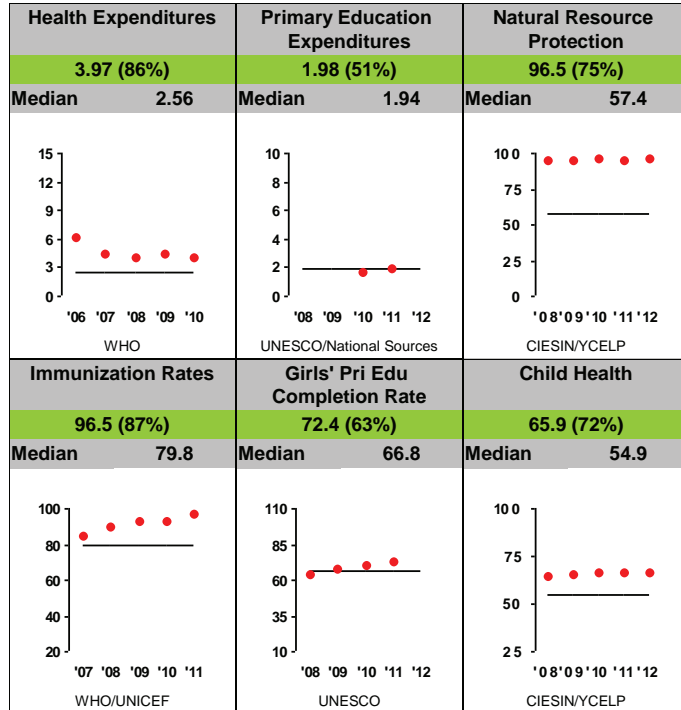 Health Expenditures
3.97 (86%)
Median 2.56
15
12
9
6
3
0
'06 '07 '08 '09 '10
WHO
Primary Education
Expenditures
1.98 (51%)
Median 1.94
10
8
6
4
2
0
'08 '09 '10 '11 '12
UNESCO/National Sources
Natural Resource
Protection
96.5 (75%)
Median 57.4
100
75
50
25
'08'09'10 '11 '12
CIESIN/YCELP
Immunization Rates
96.5 (87%)
Median 79.8
100
80
60
40
20
'07 '08 '09 '10 '11
WHO/UNICEF
Girls' Pri Edu
Completion Rate
72.4 (63%)
Median 66.8
110
85
60
35
10
'08 '09 '10 '11 '12
UNESCO
Child Health
65.9 (72%)
Median 54.9
100
75
50
25
'08'09'10 '11 '12
CIESIN/YCELP